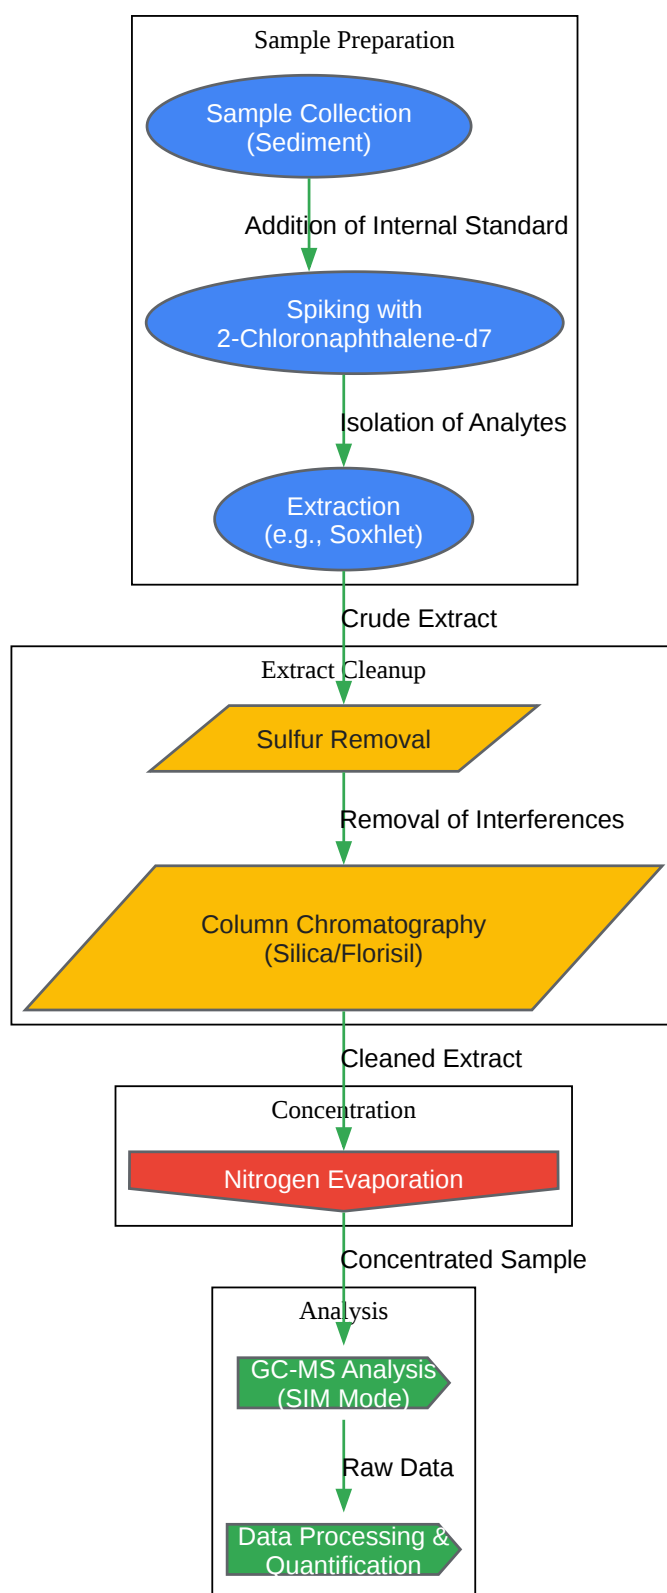 Sample Preparation
Sample Collection
(Sediment)
Addition of Internal Standard
Spiking with
2-Chloronaphthalene-d7
Isolation of Analytes
Extraction
(e.g., Soxhlet)
Crude Extract
Extract Cleanup
Sulfur Removal
Removal of Interferences
Column Chromatography
(Silica/Florisil)
Cleaned Extract
Concentration
Nitrogen Evaporation
Concentrated Sample
Analysis
GC-MS Analysis
(SIM Mode)
Raw Data
Data Processing &
Quantification